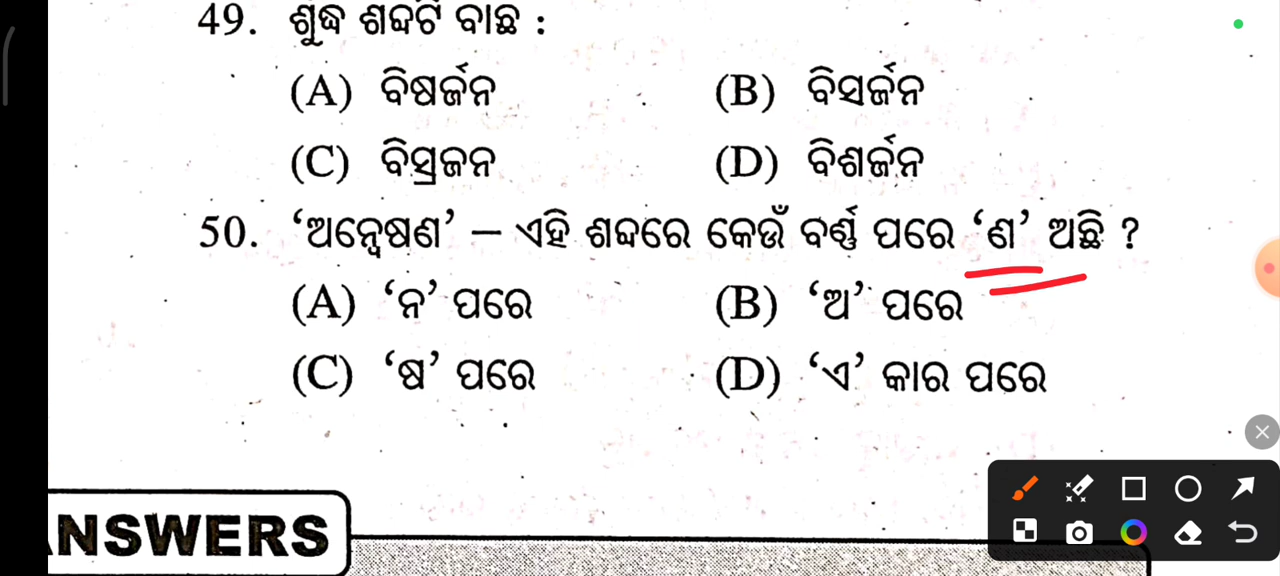 49. ଶୁଦ୍ଧ ଶବ୍ଦଟି ବାଛ :
(A) ବିଷର୍ଜନ (B) ବିସର୍ଜନ
(C) ବିସ୍ରଜନ (D) ବିଶର୍ଜନ
50. ‘ଅନ୍ୱେଷଣ’ – ଏହି ଶବ୍ଦରେ କେଉଁ ବର୍ଣ୍ଣ ପରେ ‘ଣ’ ଅଛି ?
(A) ‘ନ’ ପରେ (B) ‘ଅ’ ପରେ
(C) ‘ଷ’ ପରେ (D) ‘ଏ’ କାର ପରେ
NSWERS